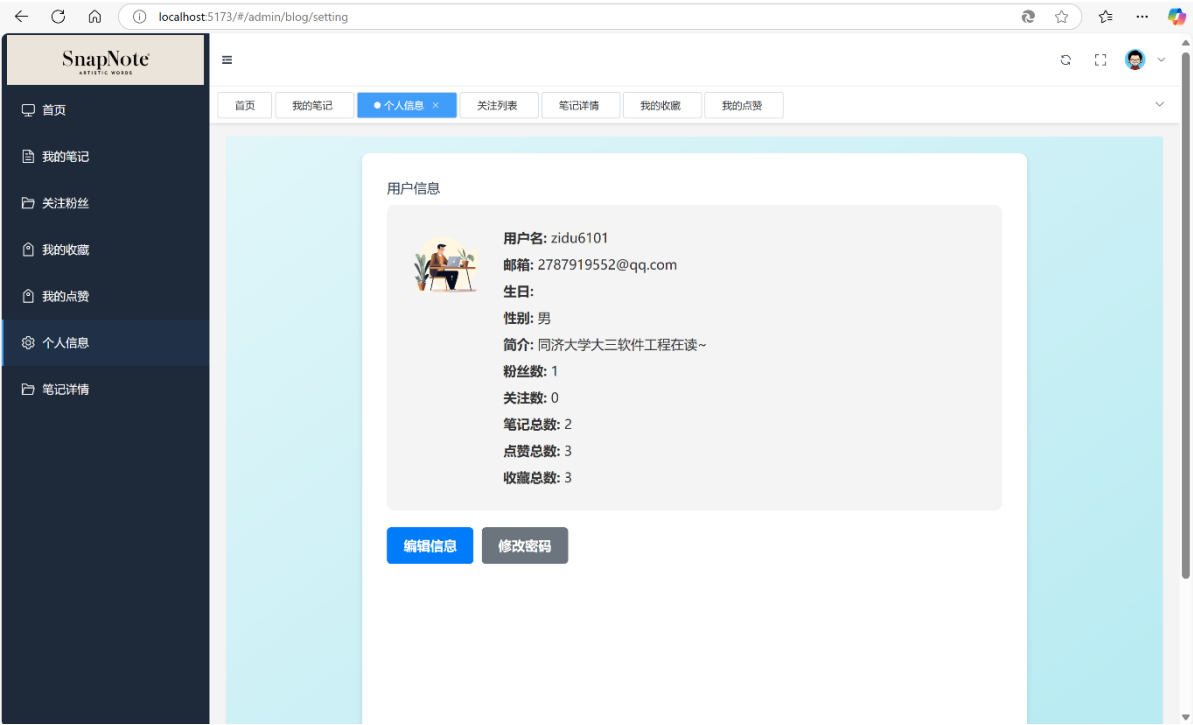 localhost:5173/#/admin/blog/setting
SnapNote
ARTISTIC WORDS
首页
我的笔记
关注粉丝
我的收藏
我的点赞
个人信息
笔记详情
首页 我的笔记 个人信息 × 关注列表 笔记详情 我的收藏 我的点赞
用户信息
用户名: zidu6101
邮箱: 2787919552@qq.com
生日:
性别: 男
简介: 同济大学大三软件工程在读~
粉丝数: 1
关注数: 0
笔记总数: 2
点赞总数: 3
收藏总数: 3
编辑信息 修改密码